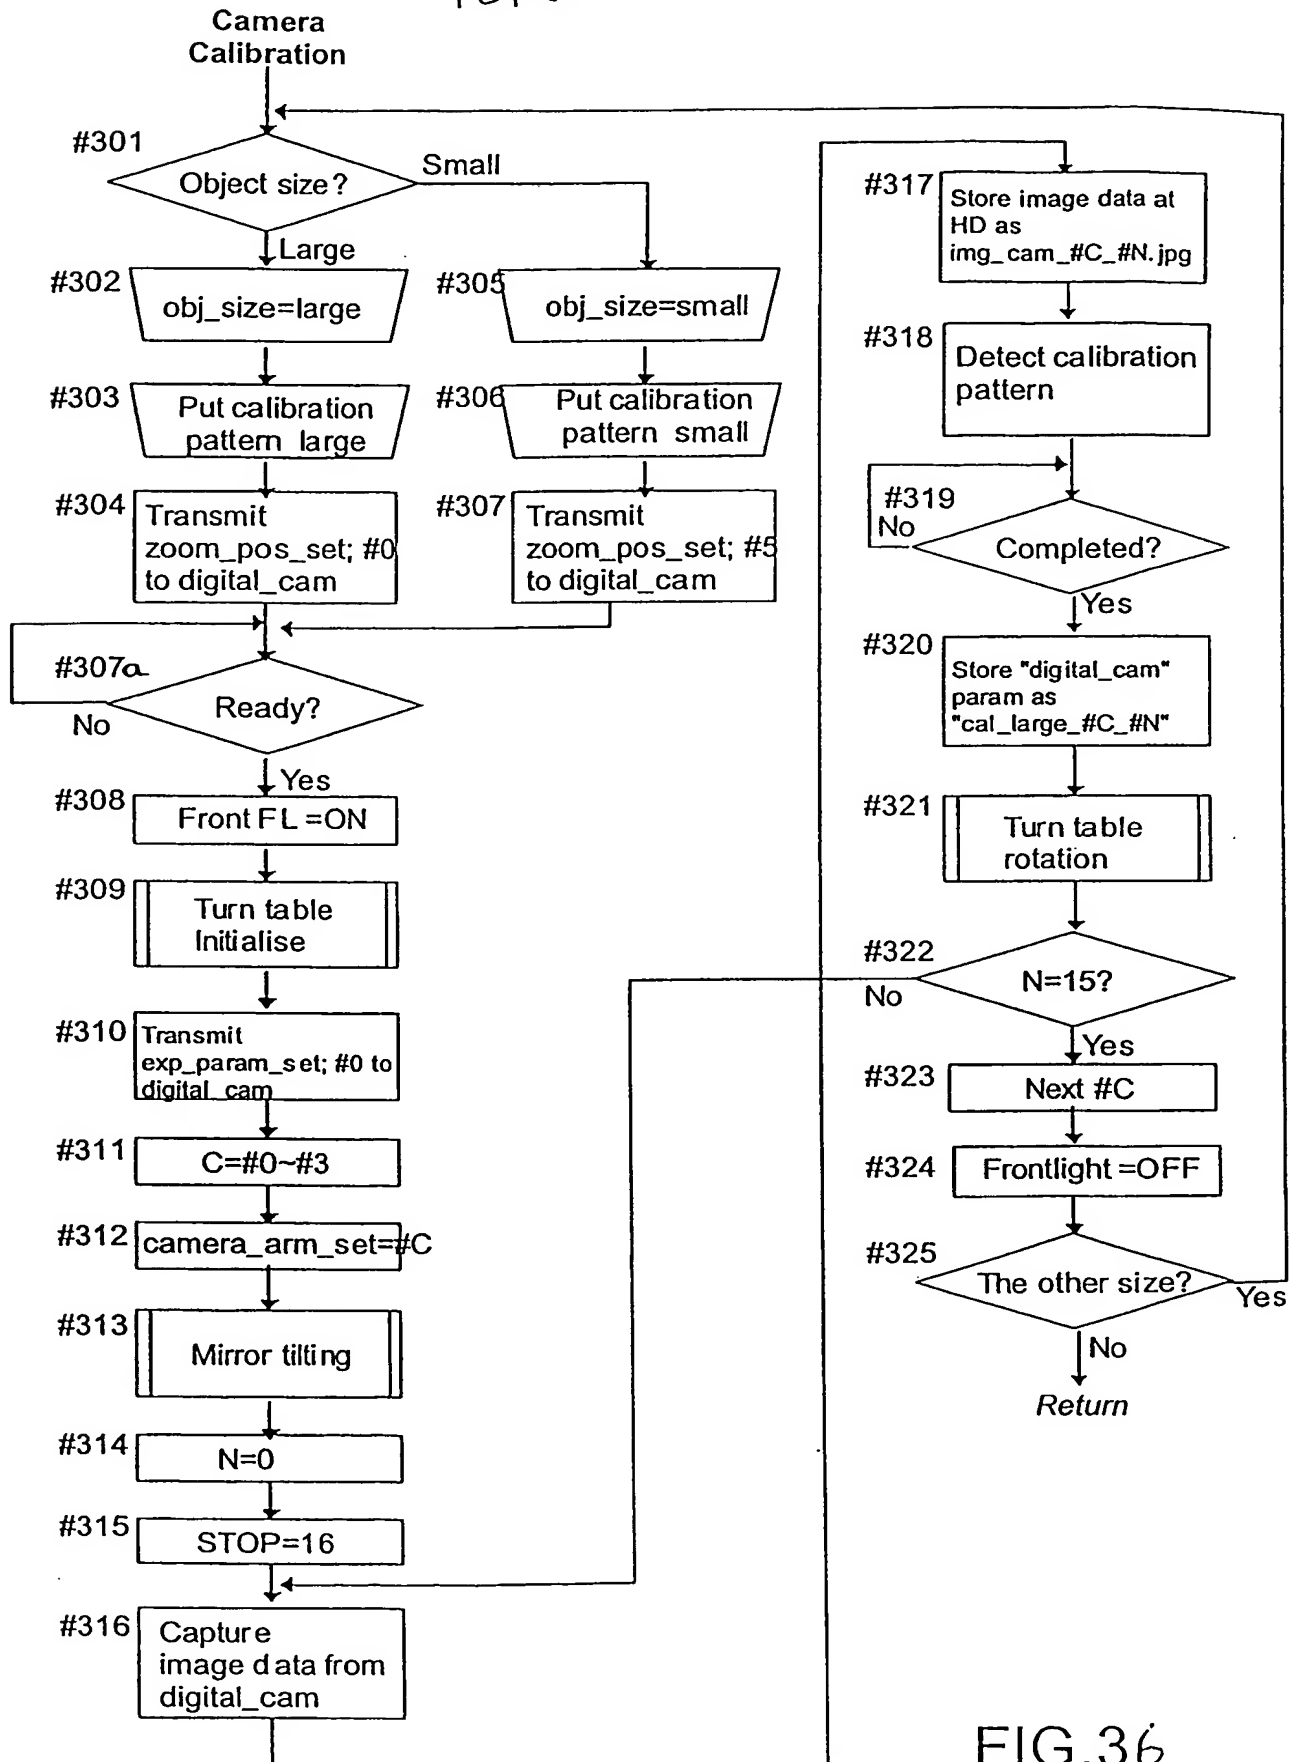 Camera
Calibration
#301
Object size?
Small
Large
#302
obj_size=large
#305
obj_size=small
#303
Put calibration
pattern large
#306
Put calibration
pattern small
#304
Transmit
zoom_pos_set; #0
to digital_cam
#307
Transmit
zoom_pos_set; #5
to digital_cam
#307a
Ready?
No
Yes
#308
Front FL =ON
#309
Turn table
Initialise
#310
Transmit
exp_param_set; #0 to
digital_cam
#311
C=#0~#3
#312
camera_arm_set=#C
#313
Mirror tilting
#314
N=0
#315
STOP=16
#316
Capture
image data from
digital_cam
#317
Store image data at
HD as
img_cam_#C_#N.jpg
#318
Detect calibration
pattern
#319
No
Completed?
Yes
#320
Store "digital_cam"
param as
"cal_large_#C_#N"
#321
Turn table
rotation
#322
N=15?
No
Yes
#323
Next #C
#324
Frontlight =OFF
#325
The other size?
Yes
No
Return
FIG.36